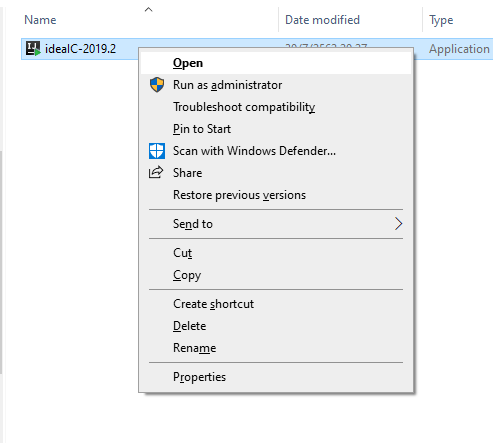 Name Date modified Type
ideaIC-2019.2 Application
Open
Run as administrator
Troubleshoot compatibility
Pin to Start
Scan with Windows Defender...
Share
Restore previous versions
Send to
Cut
Copy
Create shortcut
Delete
Rename
Properties